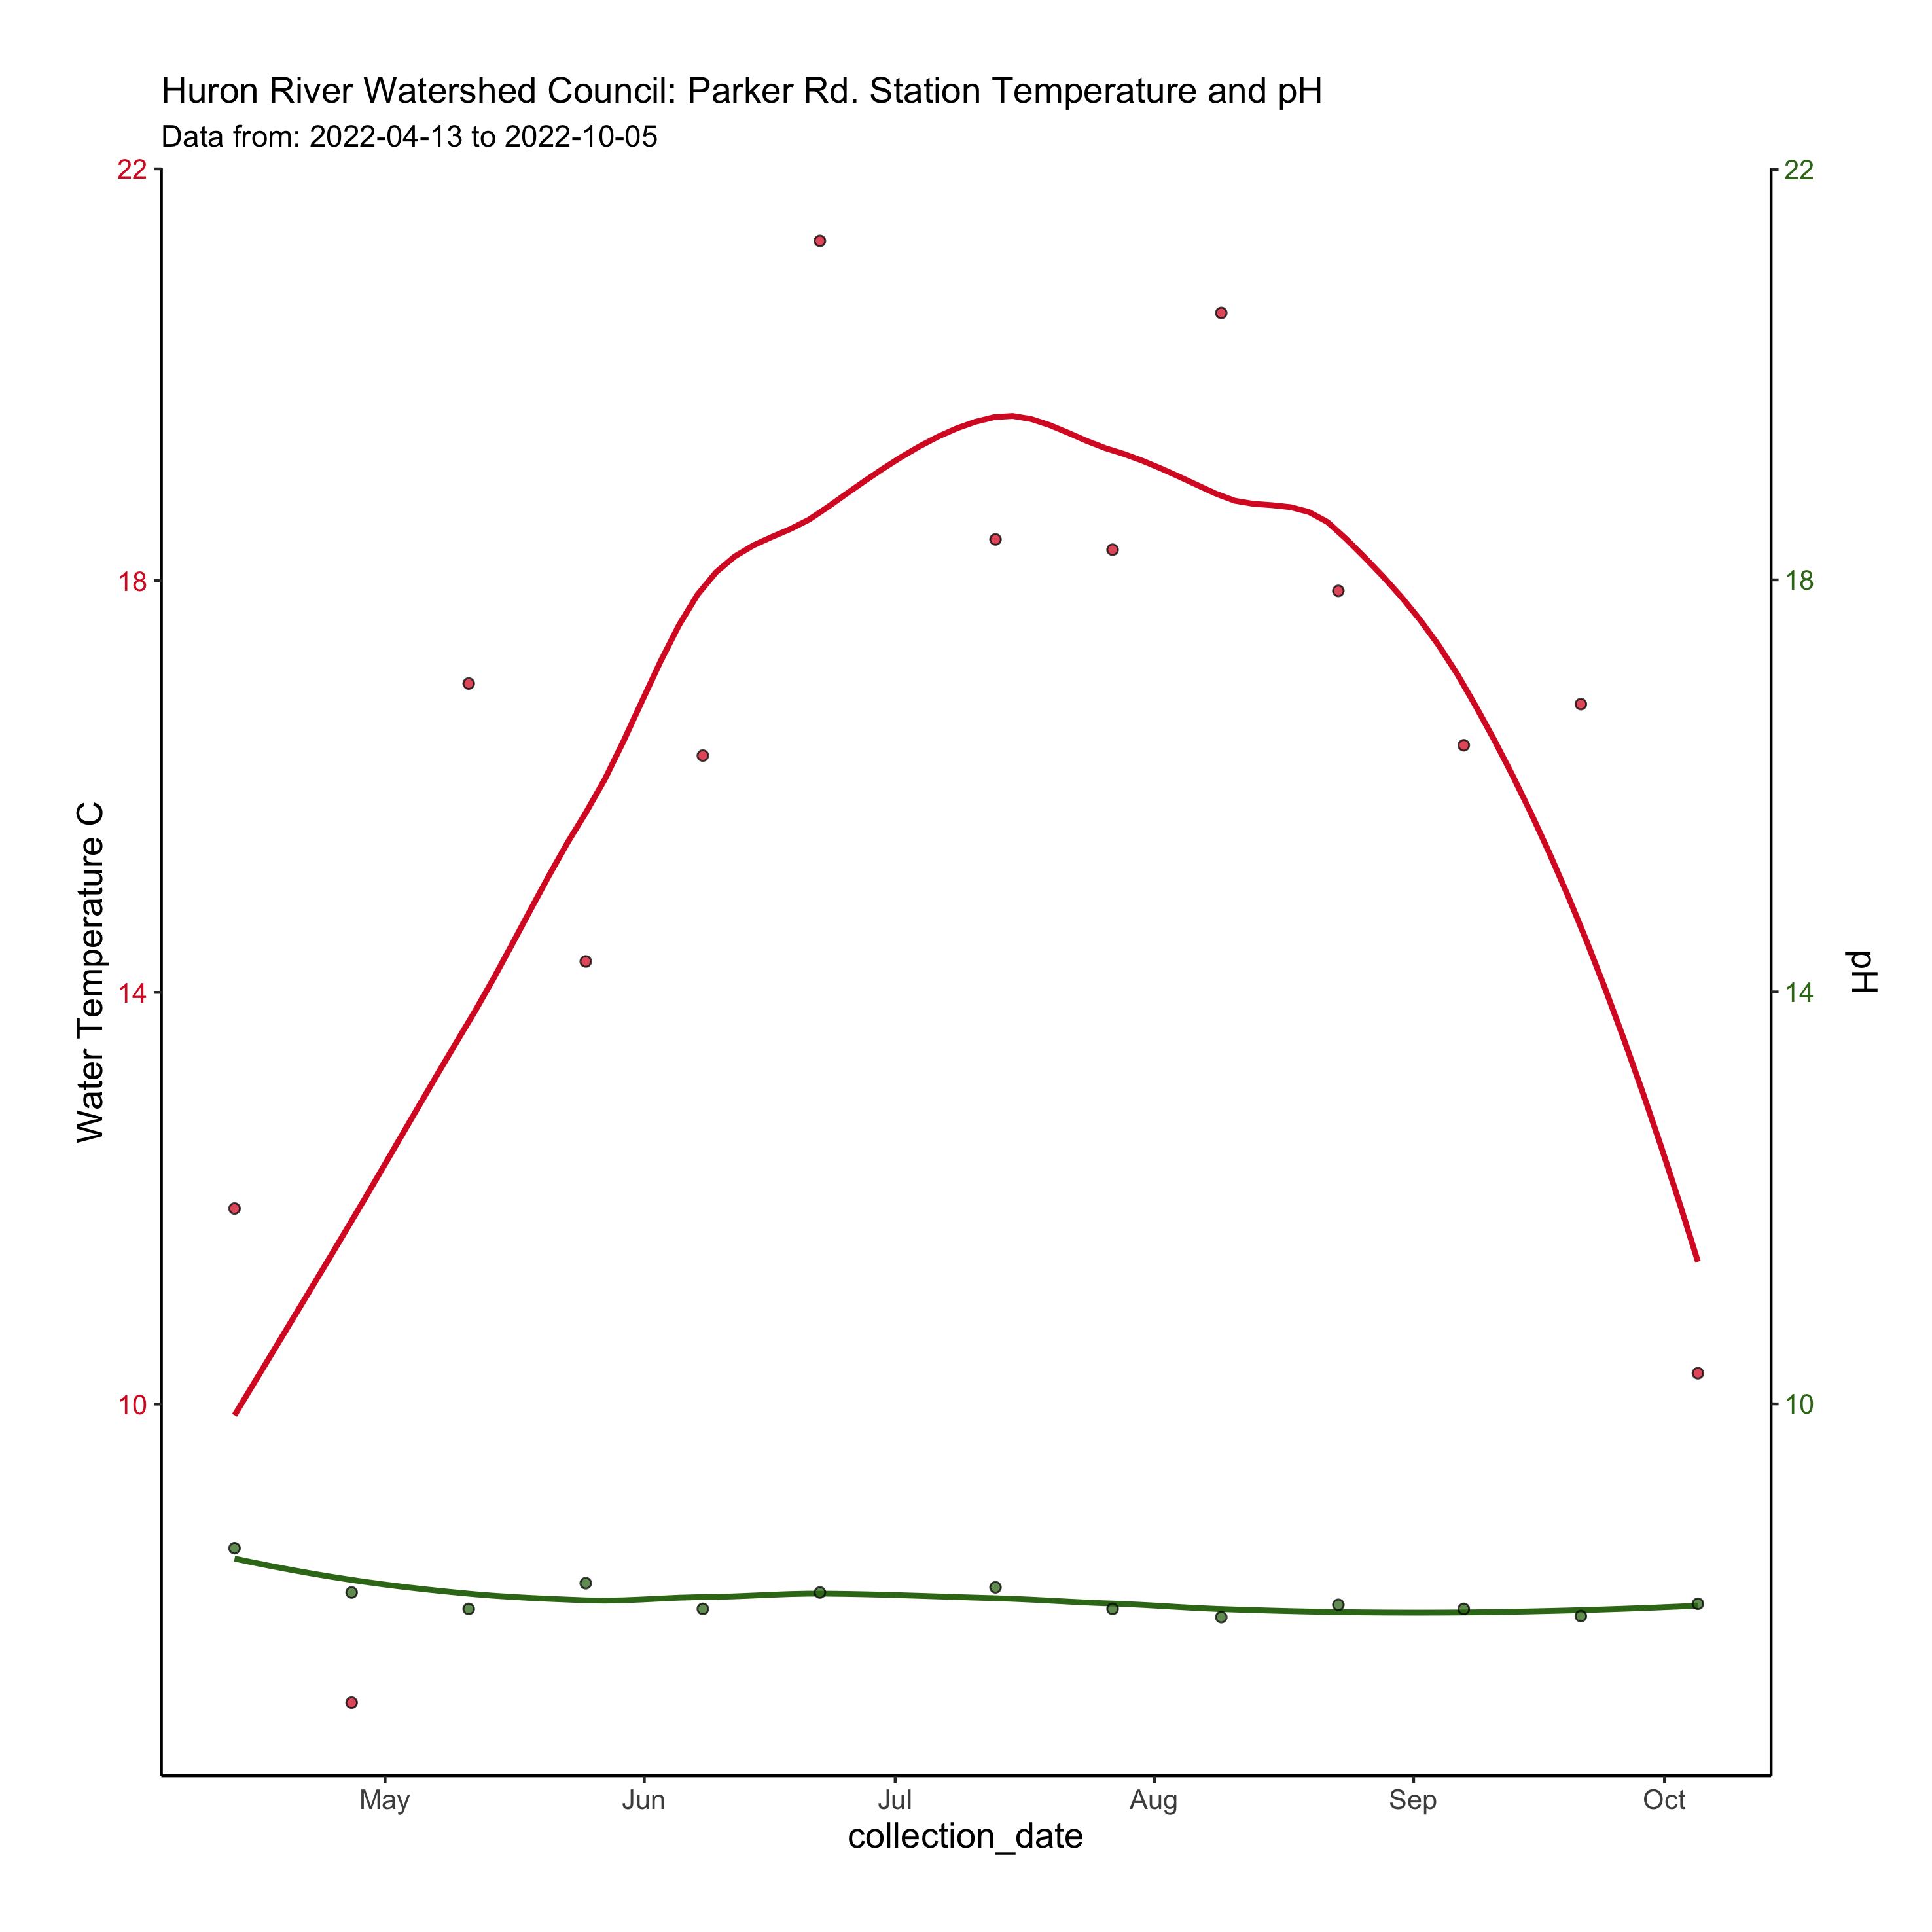 Huron River Watershed Council: Parker Rd. Station Temperature and pH
Data from: 2022-04-13 to 2022-10-05
22
18
14
10
Water Temperature C
22
18
14
10
pH
May Jun Jul Aug Sep Oct
collection_date